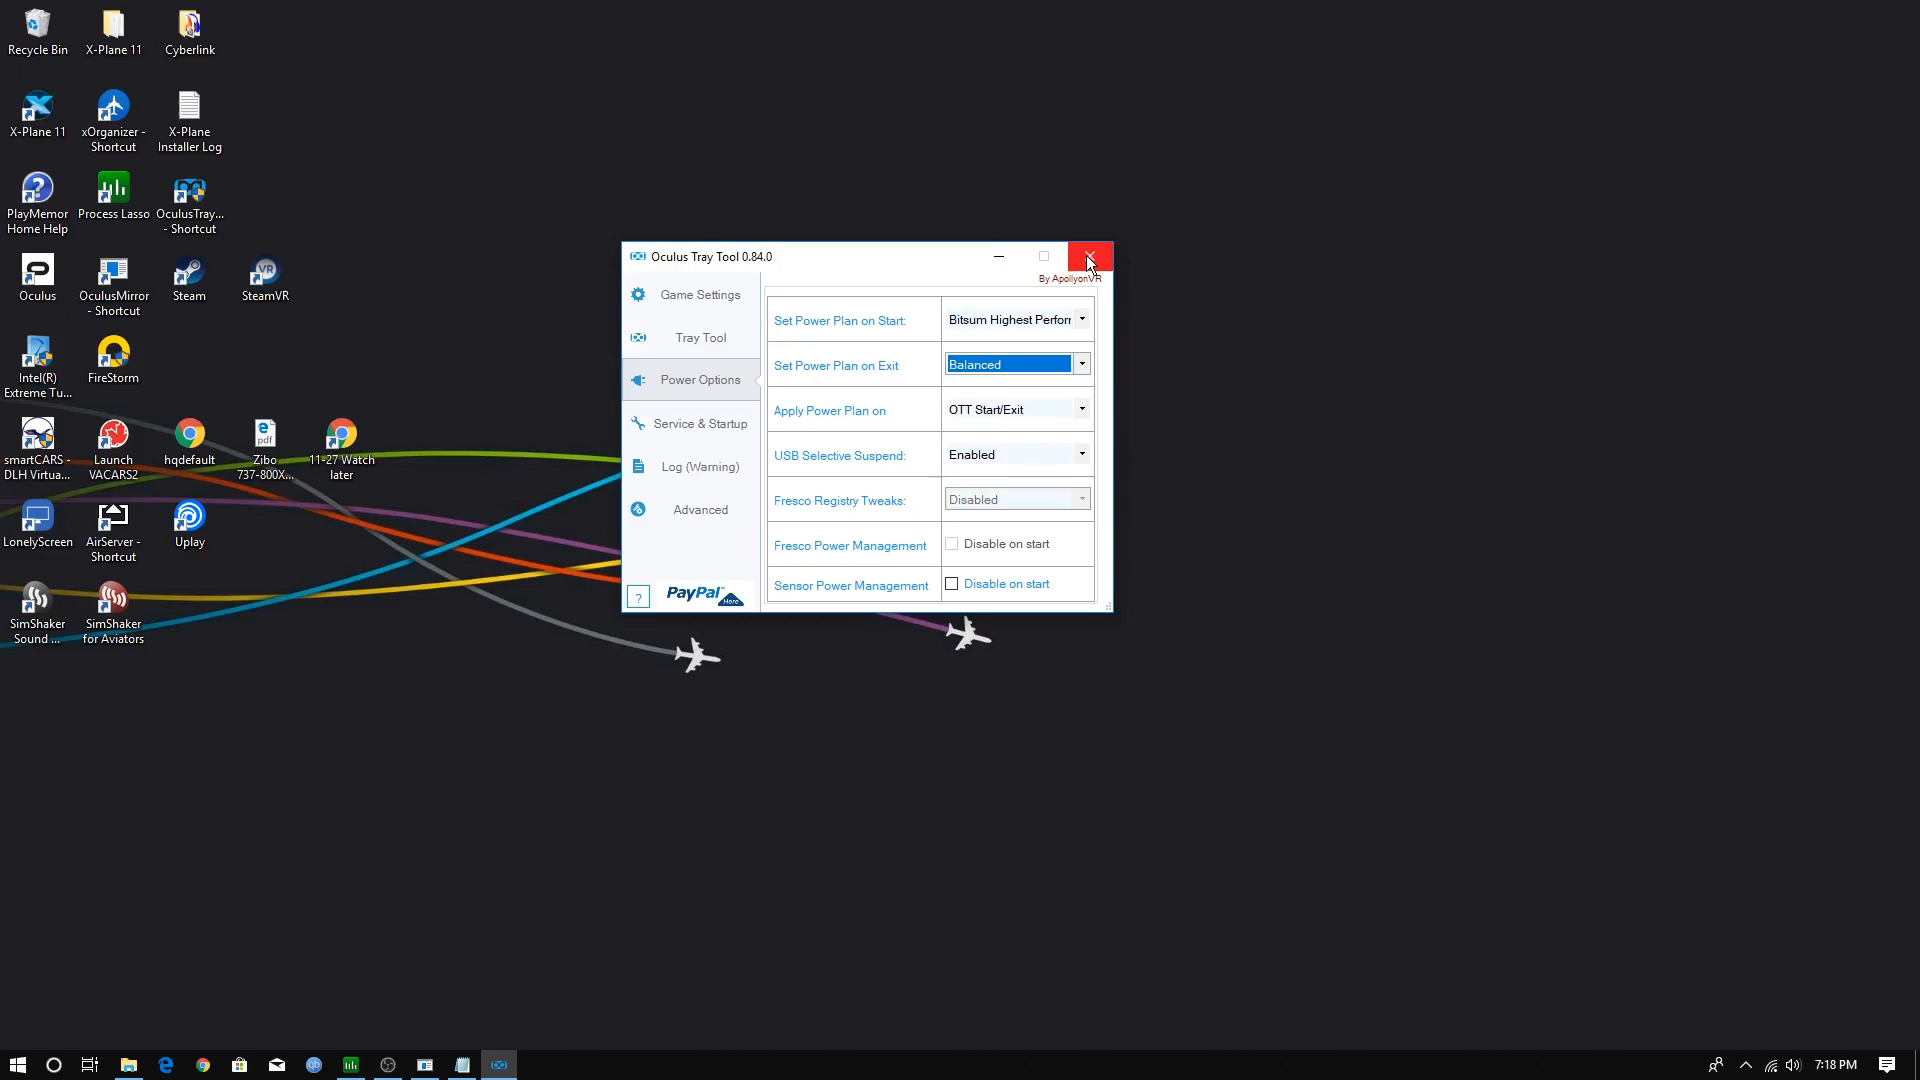 Recycle Bin
X-Plane 11
Cyberlink
X-Plane 11
xOrganizer -
Shortcut
X-Plane
Installer Log
PlayMemor
Home Help
Process Lasso
OculusTray...
- Shortcut
Oculus
OculusMirror
- Shortcut
Steam
SteamVR
Intel(R)
Extreme Tu...
FireStorm
smartCARS -
DLH Virtua...
Launch
VACARS2
hqdefault
Zibo
737-800X...
11-27 Watch
later
LonelyScreen
AirServer -
Shortcut
Uplay
SimShaker
Sound ...
SimShaker
for Aviators
Oculus Tray Tool 0.84.0
By ApollyonVR
Game Settings
Tray Tool
Power Options
Service & Startup
Log (Warning)
Advanced
?
PayPal
Here
Set Power Plan on Start: Bitsum Highest Perforr
Set Power Plan on Exit Balanced
Apply Power Plan on OTT Start/Exit
USB Selective Suspend: Enabled
Fresco Registry Tweaks: Disabled
Fresco Power Management Disable on start
Sensor Power Management Disable on start
7:18 PM